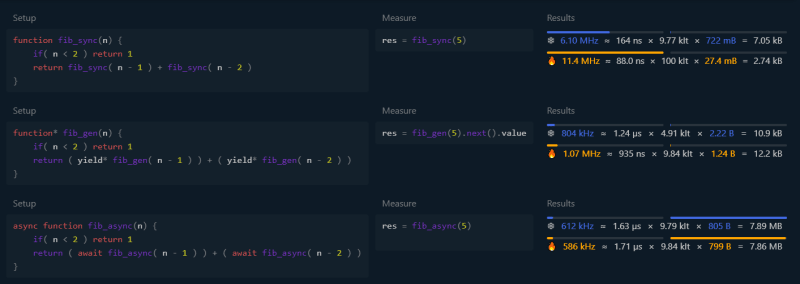 Setup Measure Results
function fib_sync(n) {
if( n < 2 ) return 1
return fib_sync( n - 1 ) + fib_sync( n - 2 )
}
res = fib_sync(5)
❄ 6.10 MHz ≈ 164 ns × 9.77 klt × 722 mB = 7.05 kB
🔥 11.4 MHz ≈ 88.0 ns × 100 klt × 27.4 mB = 2.74 kB
Setup Measure Results
function* fib_gen(n) {
if( n < 2 ) return 1
return ( yield* fib_gen( n - 1 ) ) + ( yield* fib_gen( n - 2 ) )
}
res = fib_gen(5).next().value
❄ 804 kHz ≈ 1.24 µs × 4.91 klt × 2.22 B = 10.9 kB
🔥 1.07 MHz ≈ 935 ns × 9.84 klt × 1.24 B = 12.2 kB
Setup Measure Results
async function fib_async(n) {
if( n < 2 ) return 1
return ( await fib_async( n - 1 ) ) + ( await fib_async( n - 2 ) )
}
res = fib_async(5)
❄ 612 kHz ≈ 1.63 µs × 9.79 klt × 805 B = 7.89 MB
🔥 586 kHz ≈ 1.71 µs × 9.84 klt × 799 B = 7.86 MB